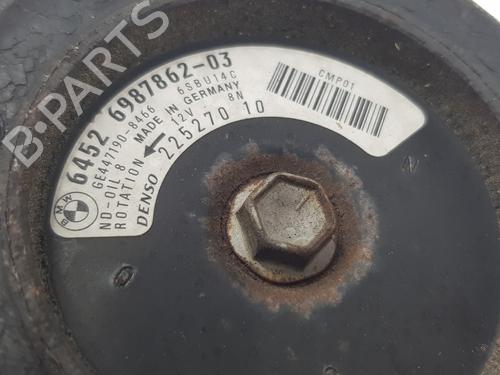 B-PARTS
BMW
6452 6987862-03
GE447190-8466 6SBU14C
ND-OIL 8 MADE IN GERMANY
ROTATION ← 12V 8N
DENSO 225270 10
CMP01